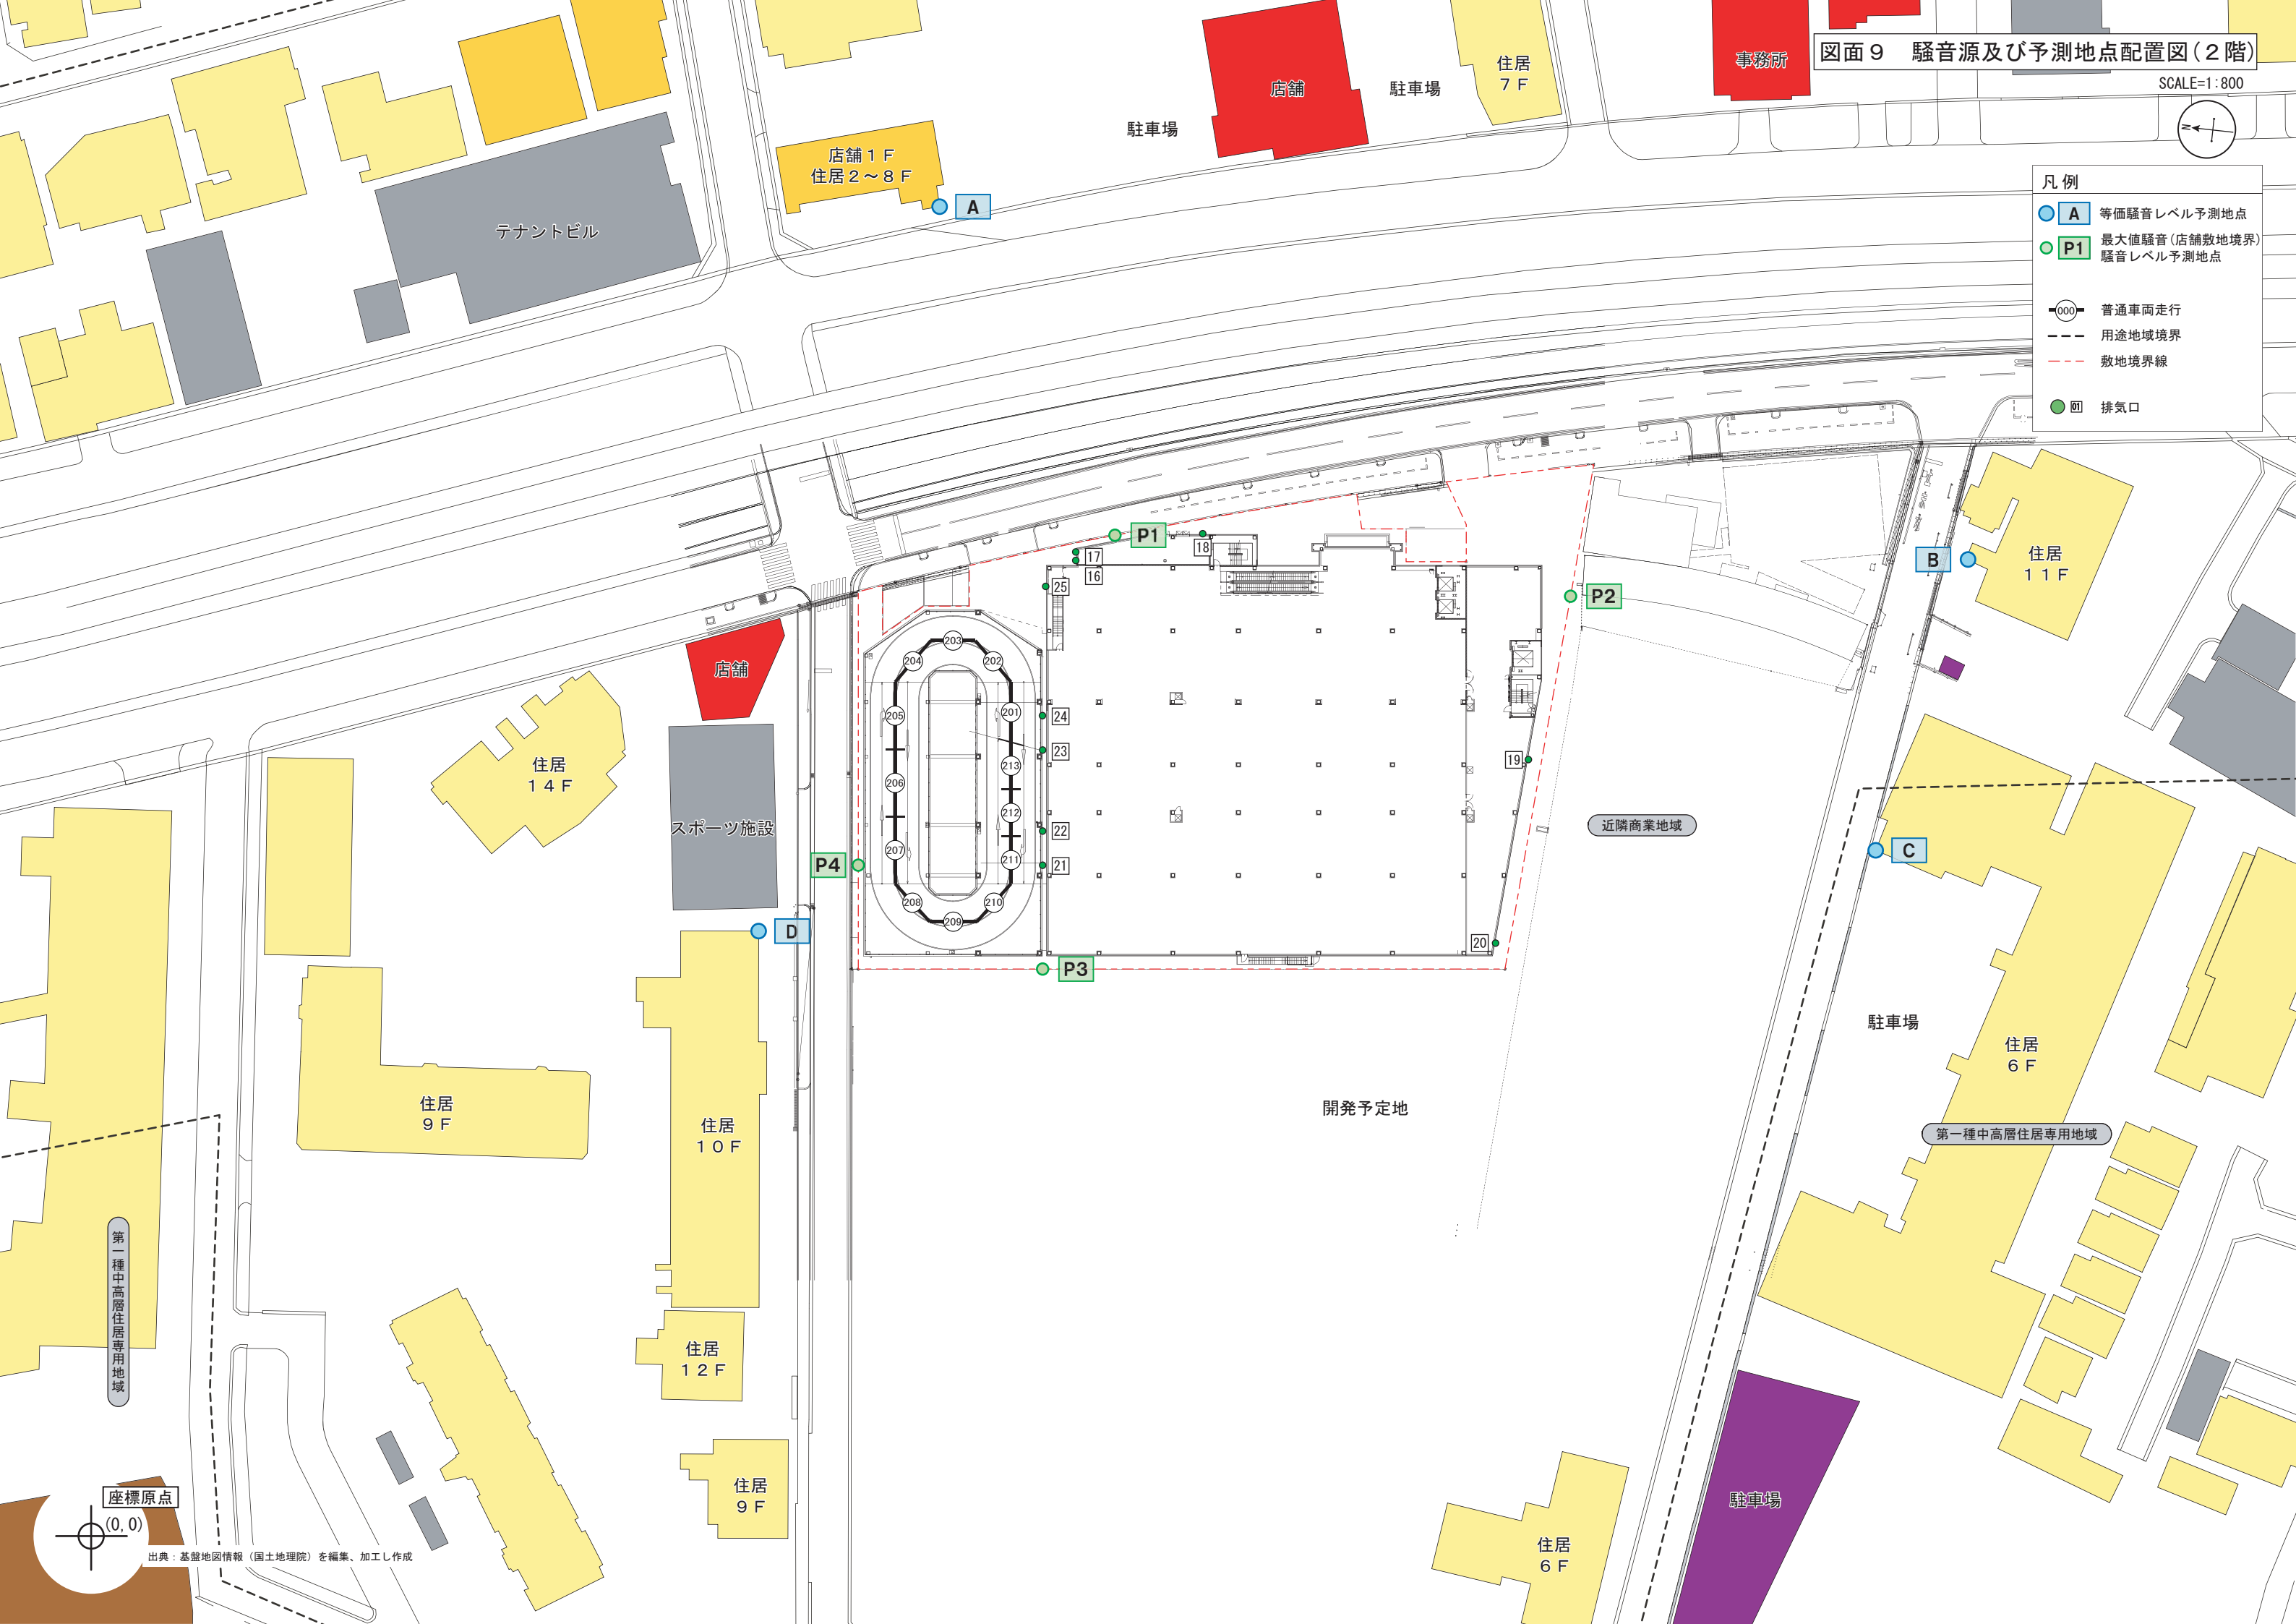 図面９　騒音源及び予測地点配置図（２階）
SCALE=1:800
N
凡例
A 等価騒音レベル予測地点
P1 最大値騒音（店舗敷地境界）
騒音レベル予測地点
000 普通車両走行
用途地域境界
敷地境界線
01 排気口
事務所
住居
７Ｆ
店舗
駐車場
駐車場
店舗１Ｆ
住居２～８Ｆ
A
テナントビル
P1
18
17
16
25
P2
B
住居
１１Ｆ
店舗
203
204
202
205
201
24
23
213
206
212
22
207
211
21
208
210
209
19
20
住居
１４Ｆ
スポーツ施設
P4
D
P3
近隣商業地域
C
駐車場
住居
６Ｆ
第一種中高層住居専用地域
開発予定地
住居
９Ｆ
住居
１０Ｆ
第一種中高層住居専用地域
住居
１２Ｆ
住居
９Ｆ
駐車場
住居
６Ｆ
座標原点
(0,0)
出典：基盤地図情報（国土地理院）を編集、加工し作成